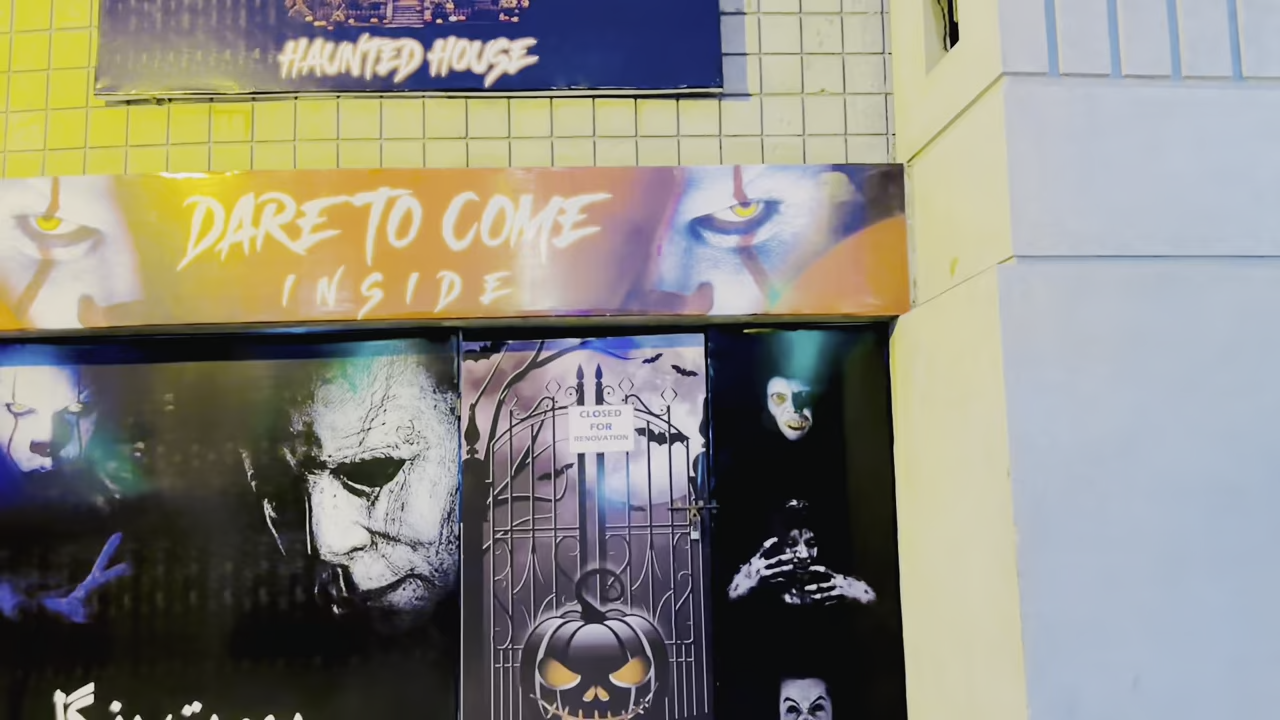 HAUNTED HOUSE
DARE TO COME
INSIDE
CLOSED
FOR
RENOVATION